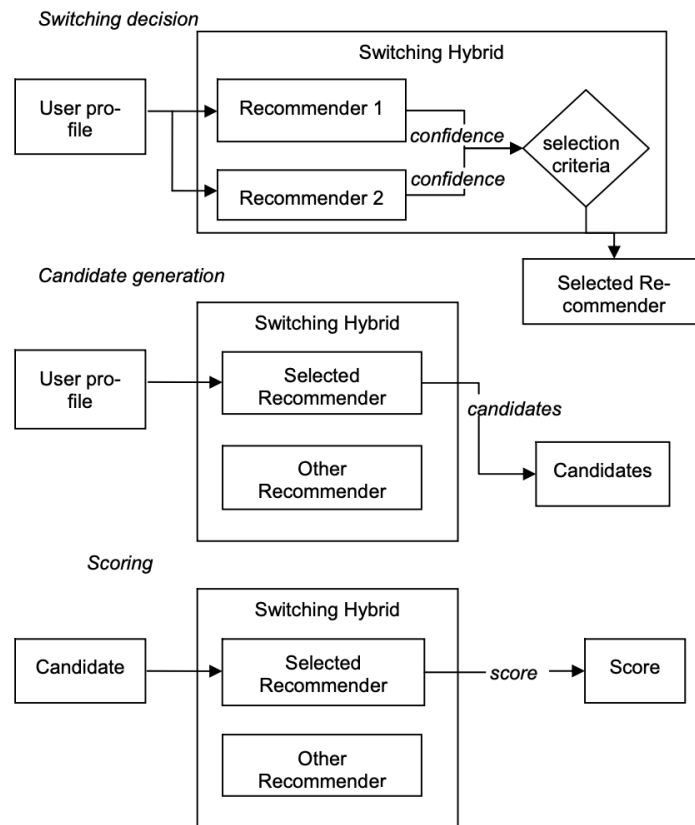 Switching decision
Switching Hybrid
User pro-
file
Recommender 1
confidence
selection
criteria
confidence
Recommender 2
Candidate generation
Selected Re-
commender
Switching Hybrid
User pro-
file
Selected
Recommender
candidates
Other
Recommender
Candidates
Scoring
Switching Hybrid
Candidate
Selected
Recommender
score
Score
Other
Recommender